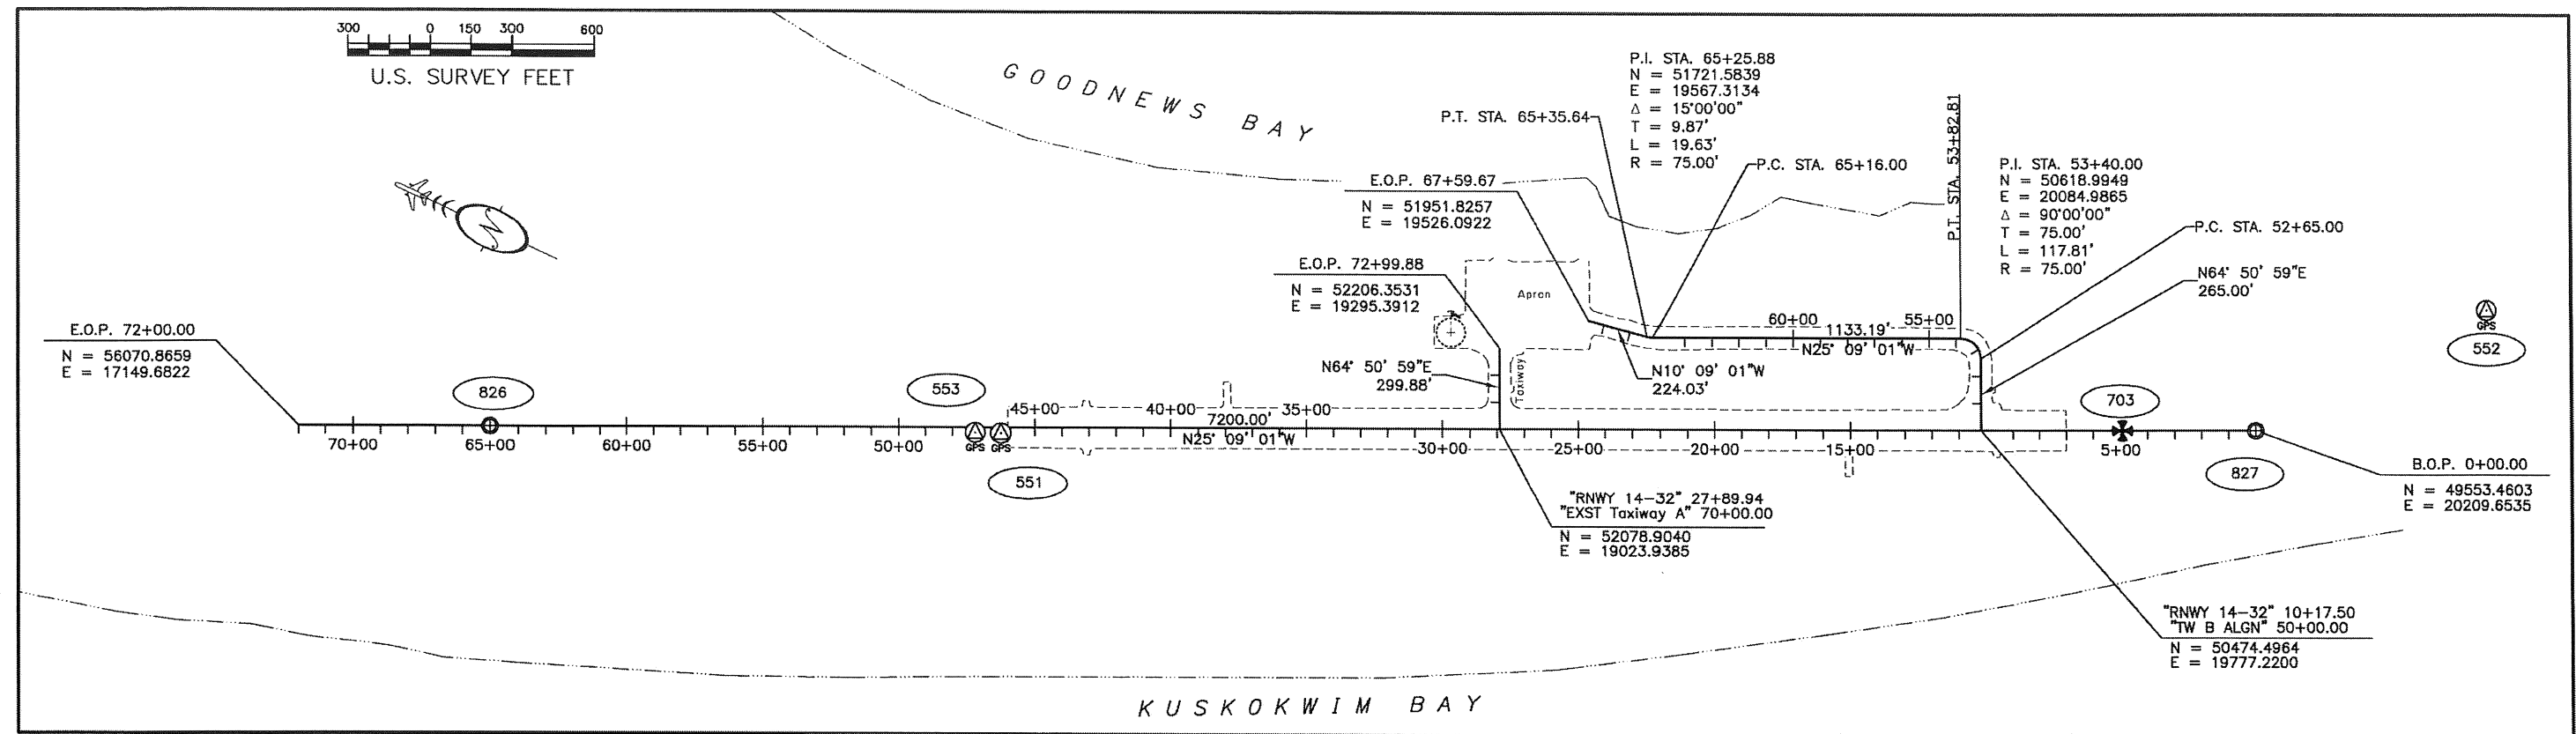 300 0 150 300 600
U.S. SURVEY FEET
GOODNEWS BAY
P.I. STA. 65+25.88
N = 51721.5839
E = 19567.3134
Δ = 15°00'00"
T = 9.87'
L = 19.63'
R = 75.00'
P.T. STA. 65+35.64
P.C. STA. 65+16.00
P.T. STA. 53+82.81
P.I. STA. 53+40.00
N = 50618.9949
E = 20084.9865
Δ = 90°00'00"
T = 75.00'
L = 117.81'
R = 75.00'
P.C. STA. 52+65.00
N64° 50' 59"E
265.00'
E.O.P. 67+59.67
N = 51951.8257
E = 19526.0922
E.O.P. 72+99.88
N = 52206.3531
E = 19295.3912
N
Apron
Taxiway
60+00 55+00
1133.19'
N25° 09' 01"W
N10° 09' 01"W
224.03'
N64° 50' 59"E
299.88'
GPS
552
E.O.P. 72+00.00
N = 56070.8659
E = 17149.6822
826
553
703
45+00 40+00 35+00
7200.00'
N25° 09' 01"W
GPS GPS
70+00 65+00 60+00 55+00 50+00 30+00 25+00 20+00 15+00 5+00
551
827
B.O.P. 0+00.00
N = 49553.4603
E = 20209.6535
"RNWY 14-32" 27+89.94
"EXST Taxiway A" 70+00.00
N = 52078.9040
E = 19023.9385
"RNWY 14-32" 10+17.50
"TW B ALGN" 50+00.00
N = 50474.4964
E = 19777.2200
KUSKOKWIM BAY